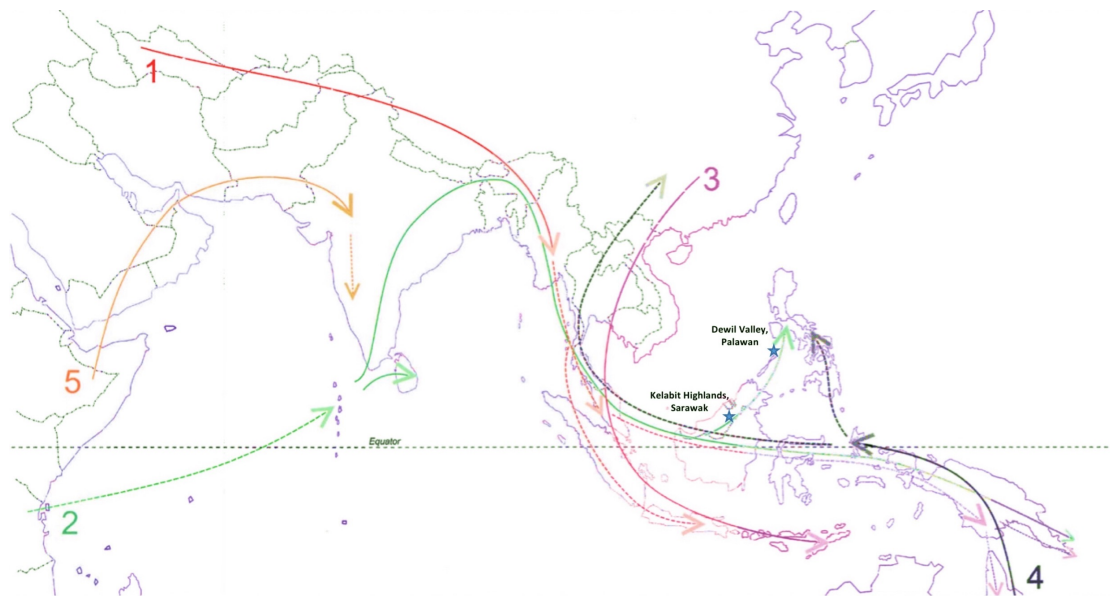 1
3
Dewil Valley,
Palawan
5
Kelabit Highlands,
Sarawak
Equator
2
4